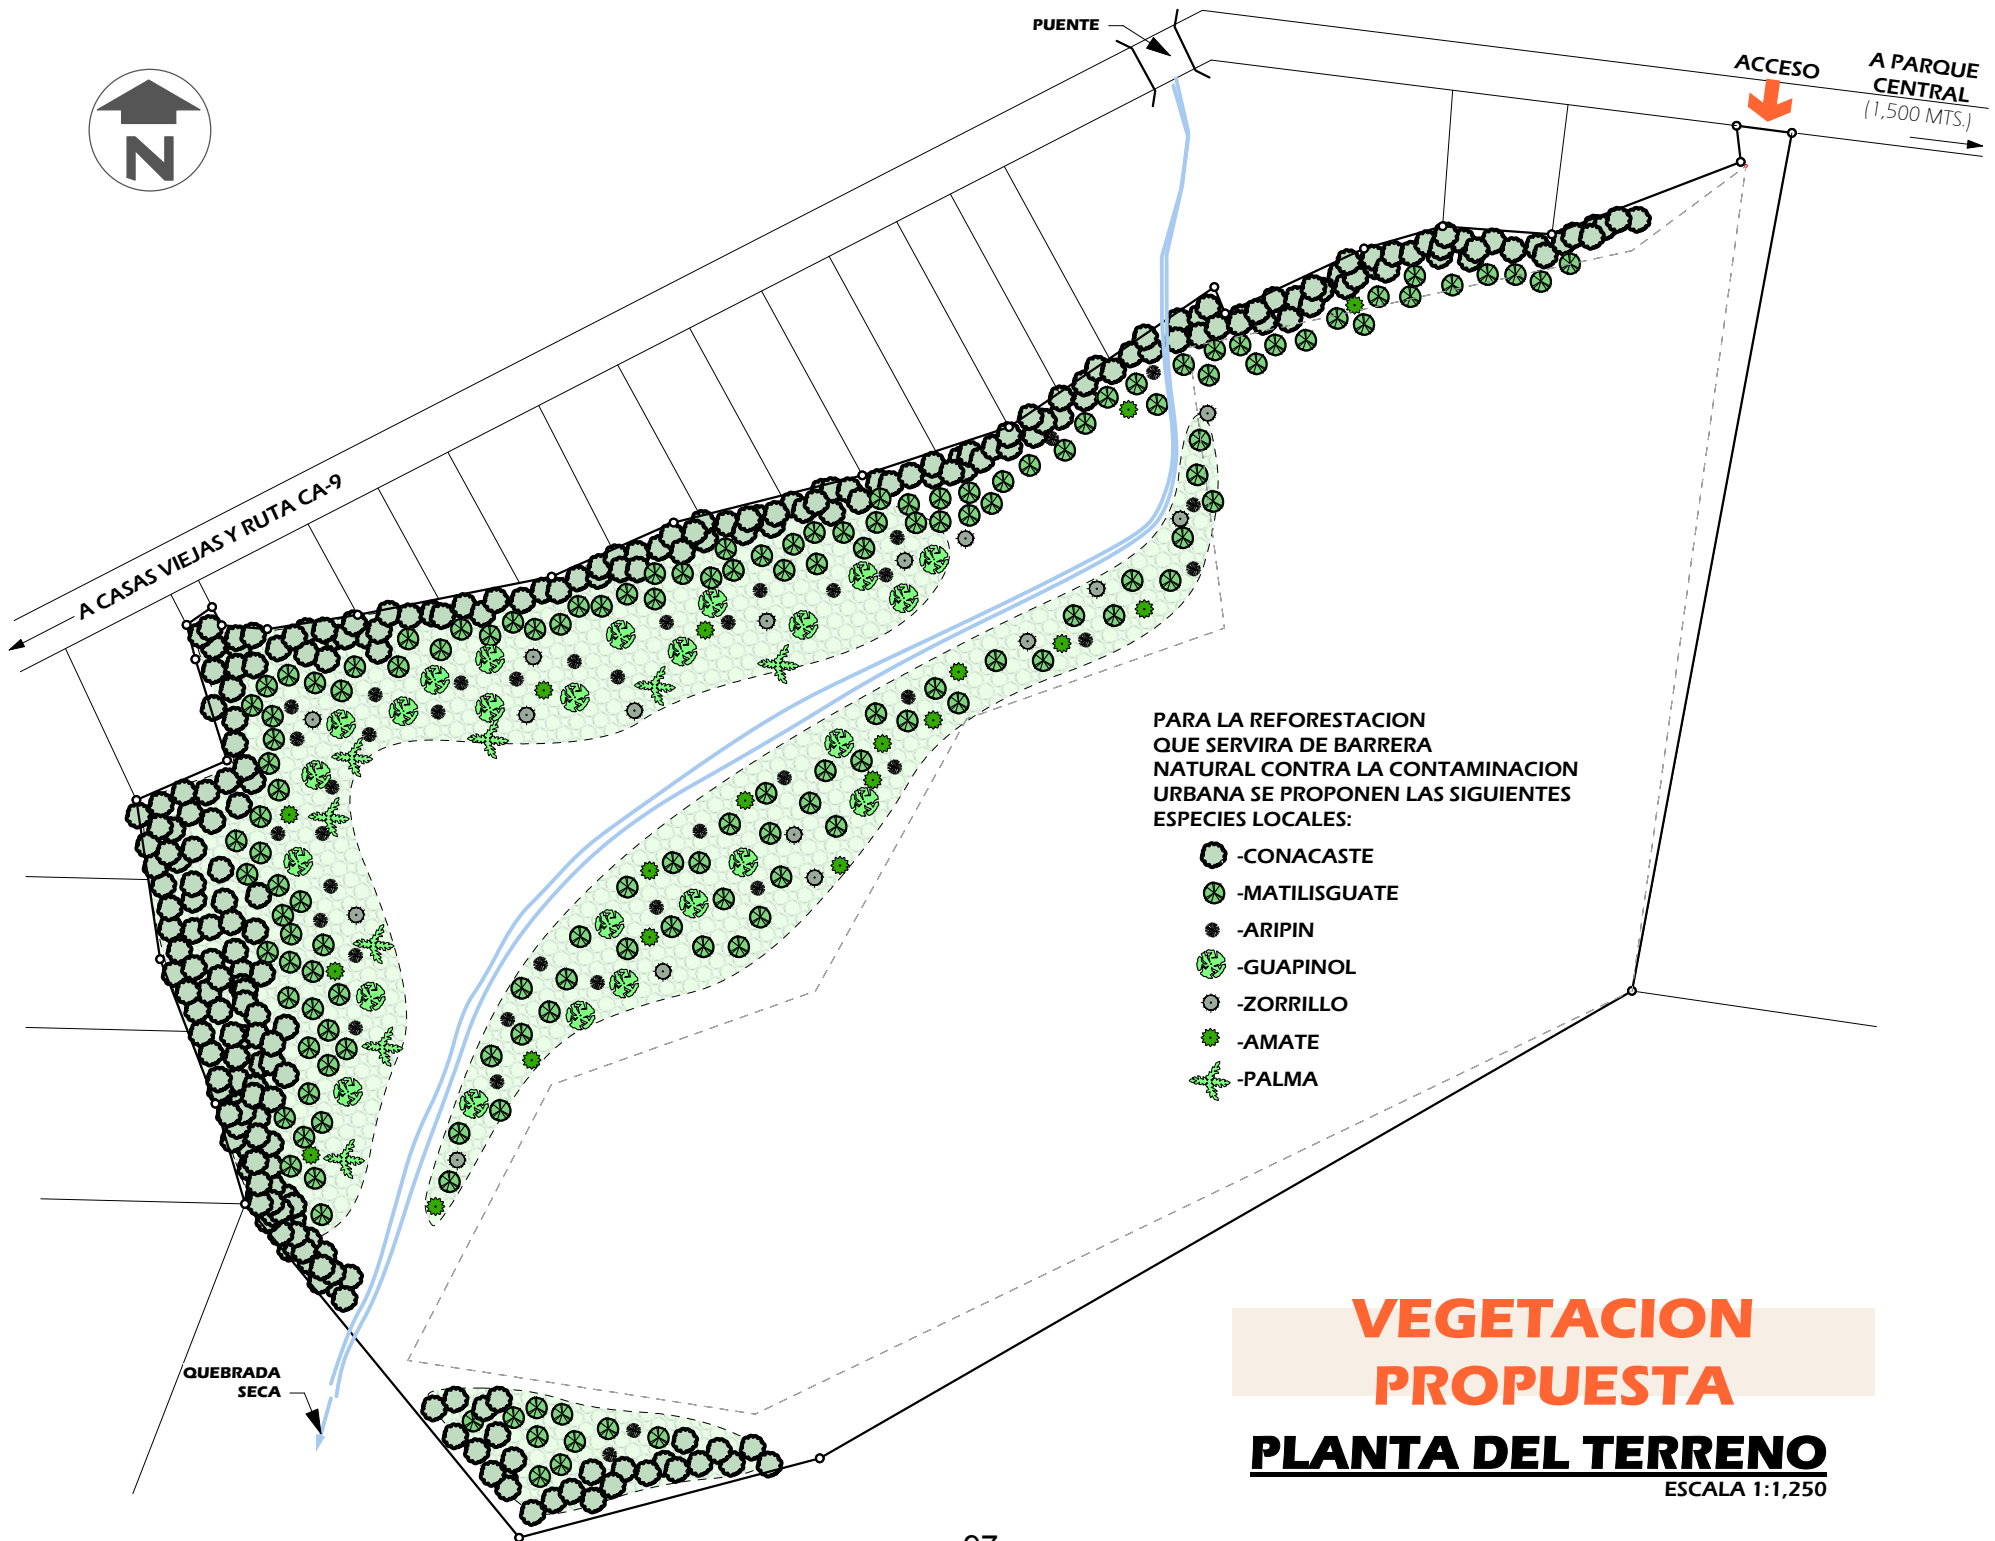 PUENTE
ACCESO
A PARQUE
CENTRAL
(1,500 MTS.)
N
A CASAS VIEJAS Y RUTA CA-9
PARA LA REFORESTACION
QUE SERVIRA DE BARRERA
NATURAL CONTRA LA CONTAMINACION
URBANA SE PROPONEN LAS SIGUIENTES
ESPECIES LOCALES:
-CONACASTE
-MATILISGUATE
-ARIPIN
-GUAPINOL
-ZORRILLO
-AMATE
-PALMA
QUEBRADA
SECA
VEGETACION
PROPUESTA
PLANTA DEL TERRENO
ESCALA 1:1,250